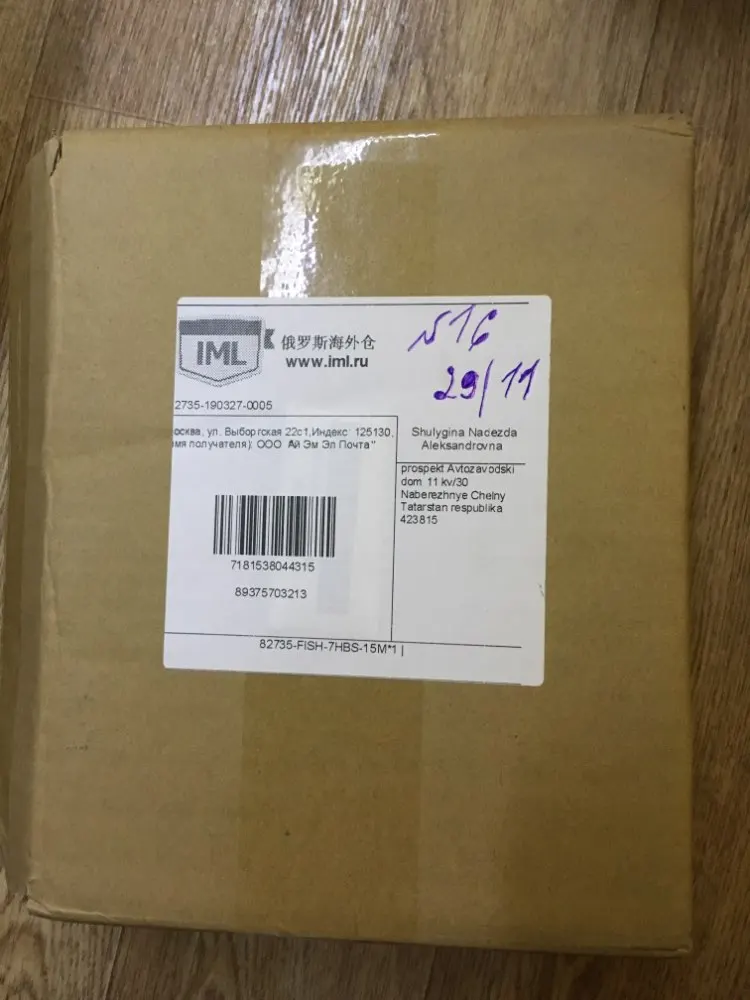 IML
俄罗斯海外仓
www.iml.ru
N16
29/11
2735-190327-0005
осква, ул. Выборгская 22с1,Индекс: 125130,
мя получателя): ООО "Ай Эм Эл Почта"
Shulygina Nadezda
Aleksandrovna
prospekt Avtozavodski
dom 11 kv/30
Naberezhnye Chelny
Tatarstan respublika
423815
7181538044315
89375703213
82735-FISH-7HBS-15M*1 |